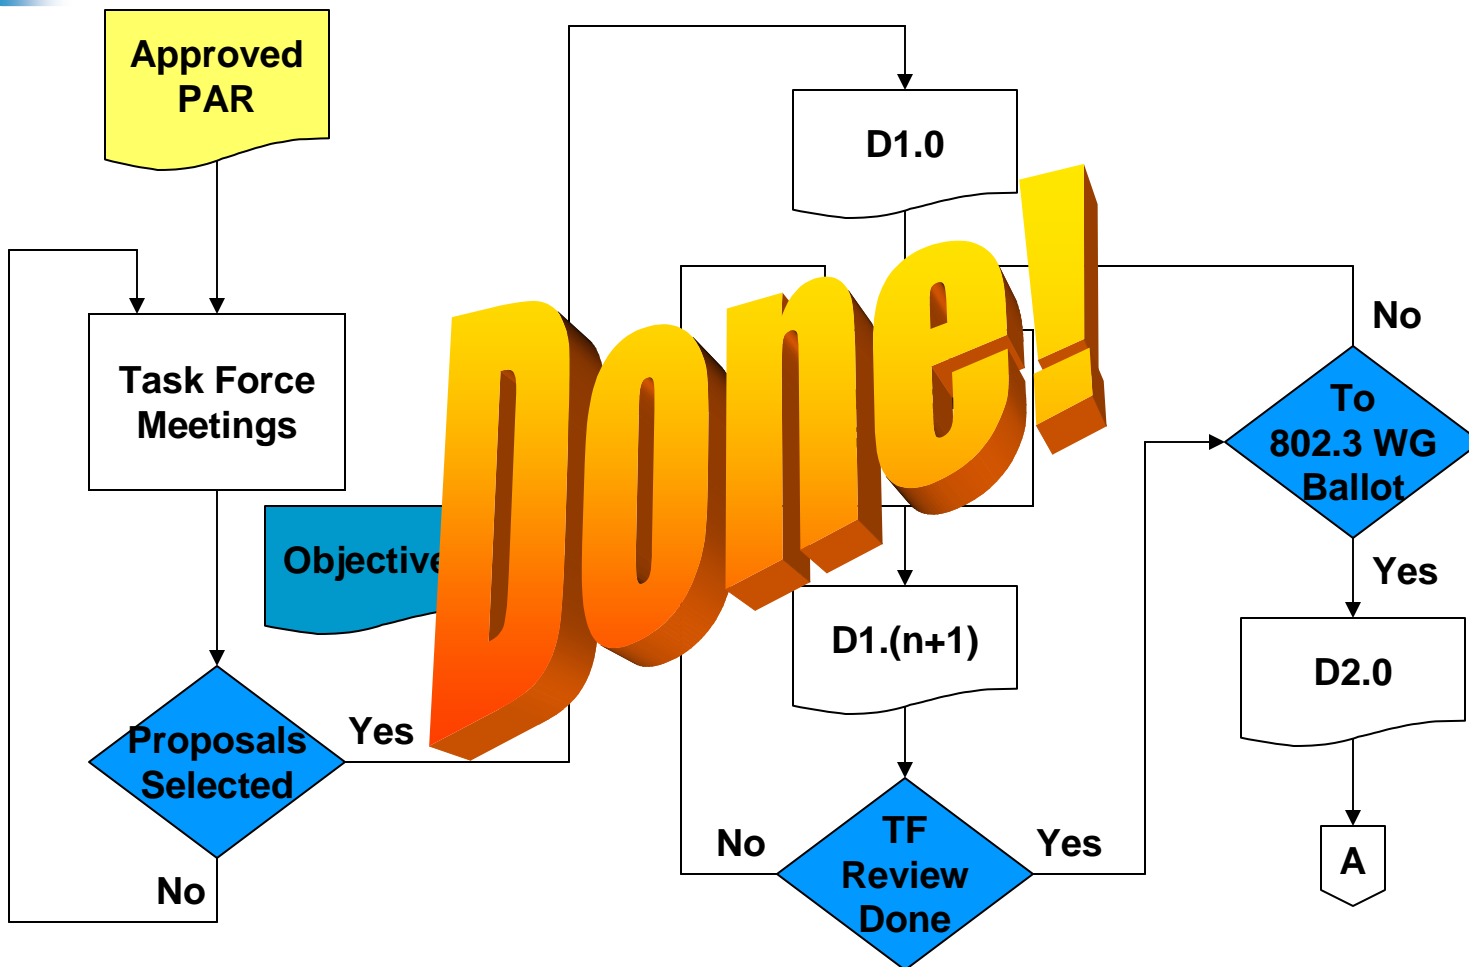 Approved
PAR
D1.0
Done!
No
Task Force
Meetings
To
802.3 WG
Ballot
Objective
Yes
D1.(n+1)
D2.0
Proposals
Selected
Yes
No
TF
Review
Done
Yes
A
No